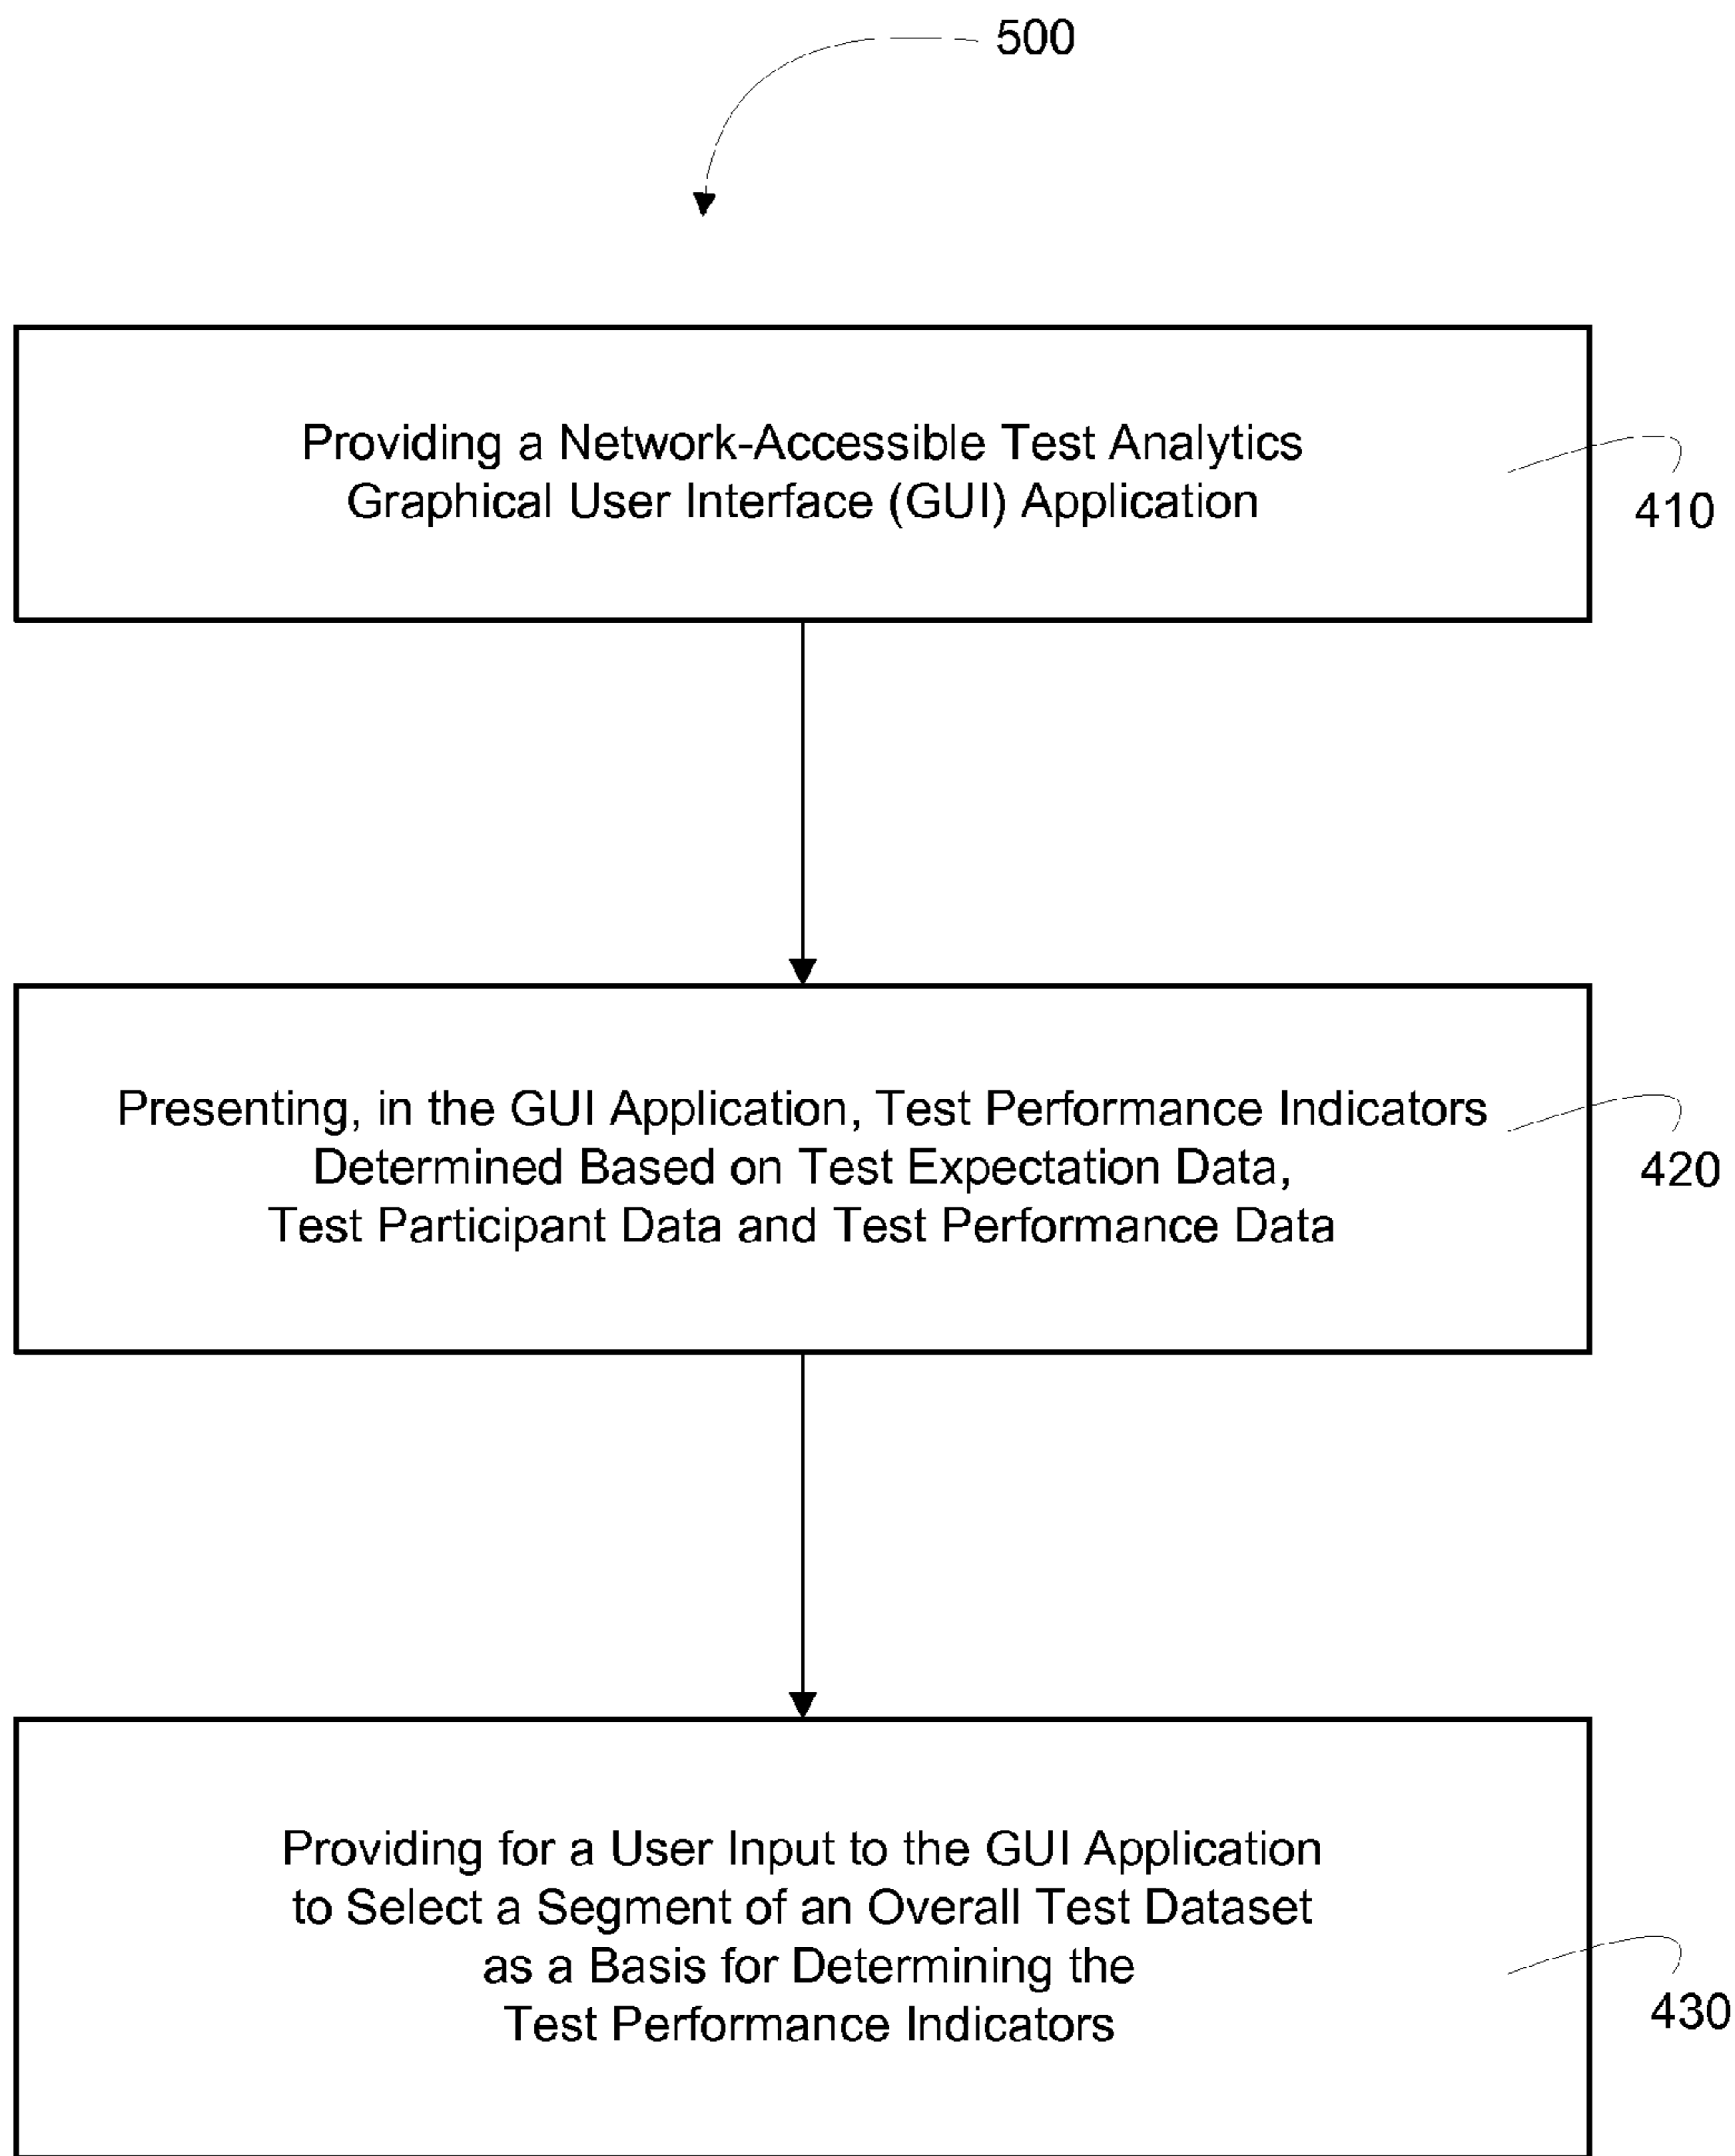 500
Providing a Network-Accessible Test Analytics
Graphical User Interface (GUI) Application
410
Presenting, in the GUI Application, Test Performance Indicators
Determined Based on Test Expectation Data,
Test Participant Data and Test Performance Data
420
Providing for a User Input to the GUI Application
to Select a Segment of an Overall Test Dataset
as a Basis for Determining the
Test Performance Indicators
430